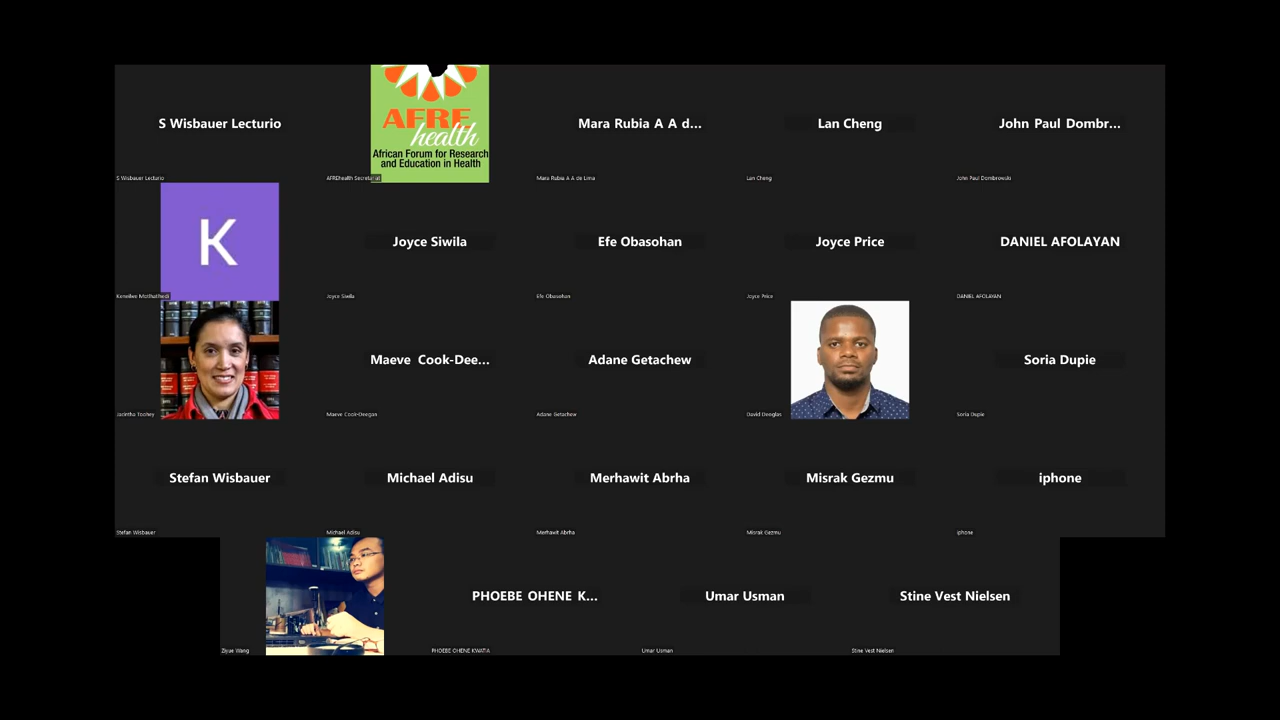 S Wisbauer Lecturio
AFRE
health
African Forum for Research
and Education in Health
Mara Rubia A A d...
Lan Cheng
John Paul Dombr...
S Wisbauer Lecturio
AFREhealth Secretariat
Mara Rubia A A de Lima
Lan Cheng
John Paul Dombrowski
K
Joyce Siwila
Efe Obasohan
Joyce Price
DANIEL AFOLAYAN
Joyce Siwila
Efe Obasohan
Joyce Price
DANIEL AFOLAYAN
Maeve Cook-Dee...
Adane Getachew
Soria Dupie
Jacintha Toohey
Maeve Cook-Deegan
Adane Getachew
David Douglas
Soria Dupie
Stefan Wisbauer
Michael Adisu
Merhawit Abrha
Misrak Gezmu
iphone
Stefan Wisbauer
Michael Adisu
Merhawit Abrha
Misrak Gezmu
iphone
PHOEBE OHENE K...
Umar Usman
Stine Vest Nielsen
Ziyue Wang
PHOEBE OHENE KWATIA
Umar Usman
Stine Vest Nielsen